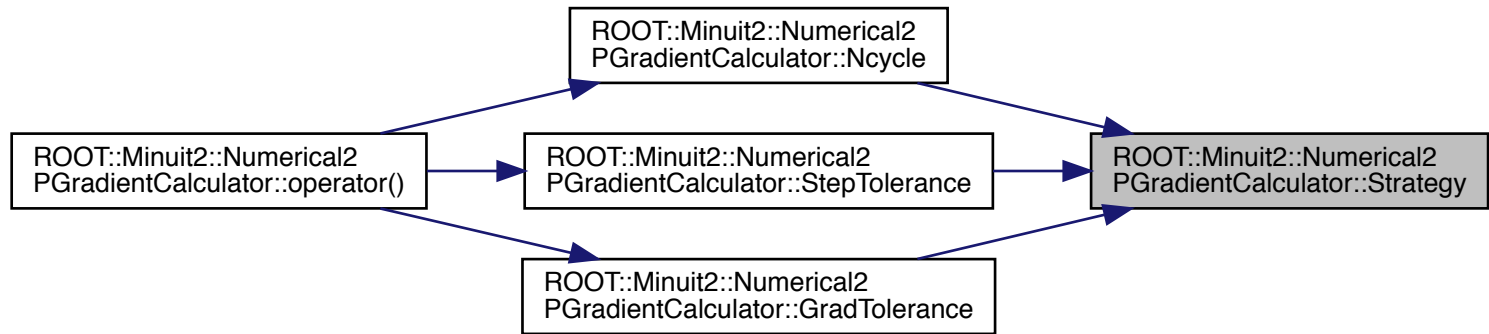 ROOT::Minuit2::Numerical2
PGradientCalculator::Ncycle
ROOT::Minuit2::Numerical2
PGradientCalculator::operator()
ROOT::Minuit2::Numerical2
PGradientCalculator::StepTolerance
ROOT::Minuit2::Numerical2
PGradientCalculator::Strategy
ROOT::Minuit2::Numerical2
PGradientCalculator::GradTolerance